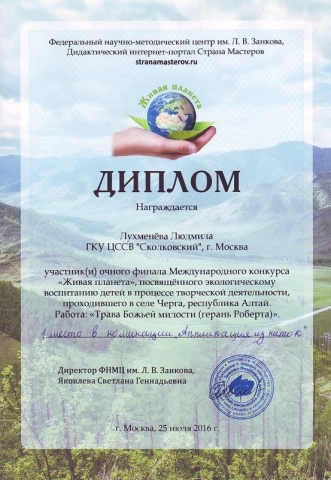 Федеральный научно-методический центр им. Л. В. Занкова,
Дидактический интернет-портал Страна Мастеров
stranamasterov.ru
Живая планета
ДИПЛОМ
Награждается
Лухменёва Людмила
ГКУ ЦССВ "Сколковский", г. Москва
участник(и) очного финала Международного конкурса
«Живая планета», посвящённого экологическому
воспитанию детей в процессе творческой деятельности,
проходившего в селе Черга, республика Алтай.
Работа: «Трава Божьей милости (герань Роберта)».
1 место в номинации „Аппликация из ниток"
Директор ФНМЦ им. Л. В. Занкова,
Яковлева Светлана Геннадьевна
г. Москва, 25 июля 2016 г.